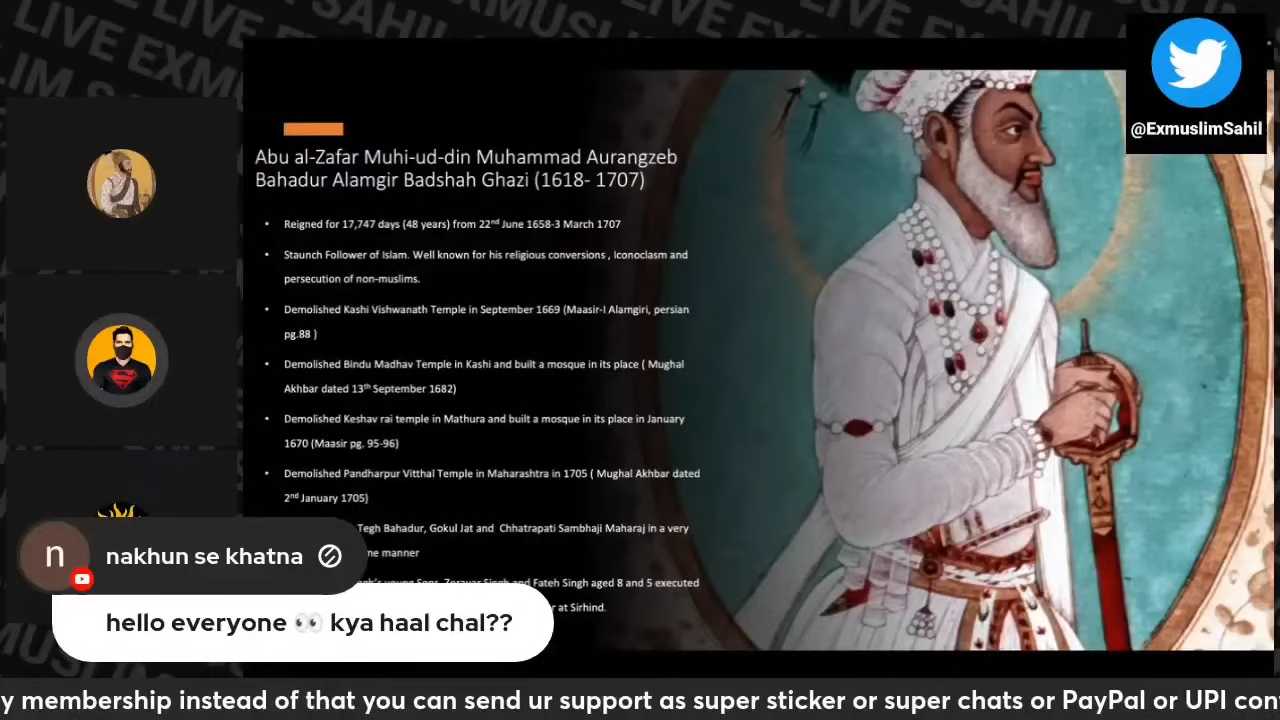 LIVE EXMUSLIM SAHIL
@ExmuslimSahil
Abu al-Zafar Muhi-ud-din Muhammad Aurangzeb
Bahadur Alamgir Badshah Ghazi (1618- 1707)
• Reigned for 17,747 days (48 years) from 22nd June 1658-3 March 1707
• Staunch Follower of Islam. Well known for his religious conversions , Iconoclasm and
persecution of non-muslims.
• Demolished Kashi Vishwanath Temple in September 1669 (Maasir-I Alamgiri, persian
pg.88 )
• Demolished Bindu Madhav Temple in Kashi and built a mosque in its place ( Mughal
Akhbar dated 13th September 1682)
• Demolished Keshav rai temple in Mathura and built a mosque in its place in January
1670 (Maasir pg. 95-96)
• Demolished Pandharpur Vitthal Temple in Maharashtra in 1705 ( Mughal Akhbar dated
2nd January 1705)
Tegh Bahadur, Gokul Jat and Chhatrapati Sambhaji Maharaj in a very
manner
young Sons, Zoravar Singh and Fateh Singh aged 8 and 5 executed
at Sirhind.
n
nakhun se khatna
hello everyone 👀 kya haal chal??
y membership instead of that you can send ur support as super sticker or super chats or PayPal or UPI con